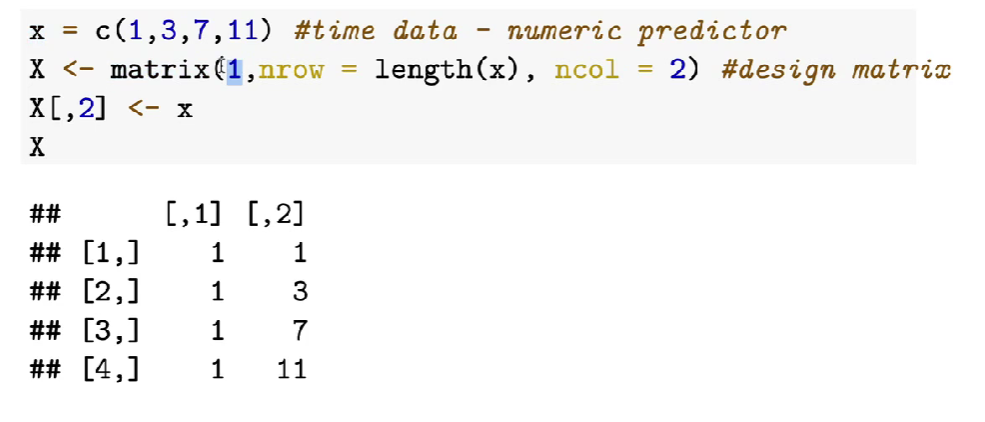 x = c(1,3,7,11) #time data - numeric predictor
X <- matrix(1,nrow = length(x), ncol = 2) #design matrix
X[,2] <- x
X
## [,1] [,2]
## [1,] 1 1
## [2,] 1 3
## [3,] 1 7
## [4,] 1 11